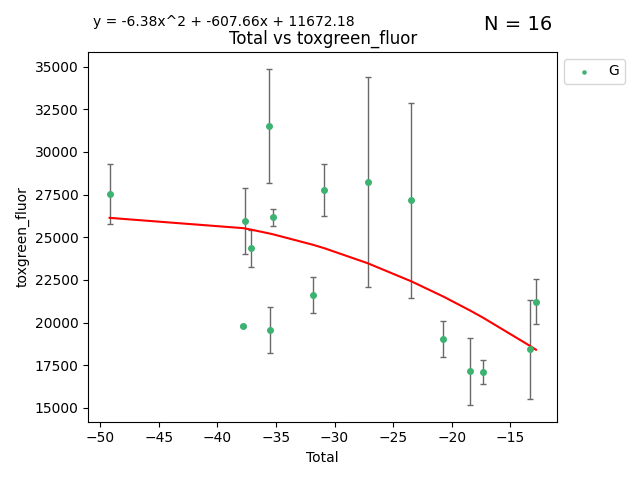 y = -6.38x^2 + -607.66x + 11672.18
N = 16
Total vs toxgreen_fluor
G
35000
32500
30000
27500
25000
22500
20000
17500
15000
toxgreen_fluor
−50
−45
−40
−35
−30
−25
−20
−15
Total